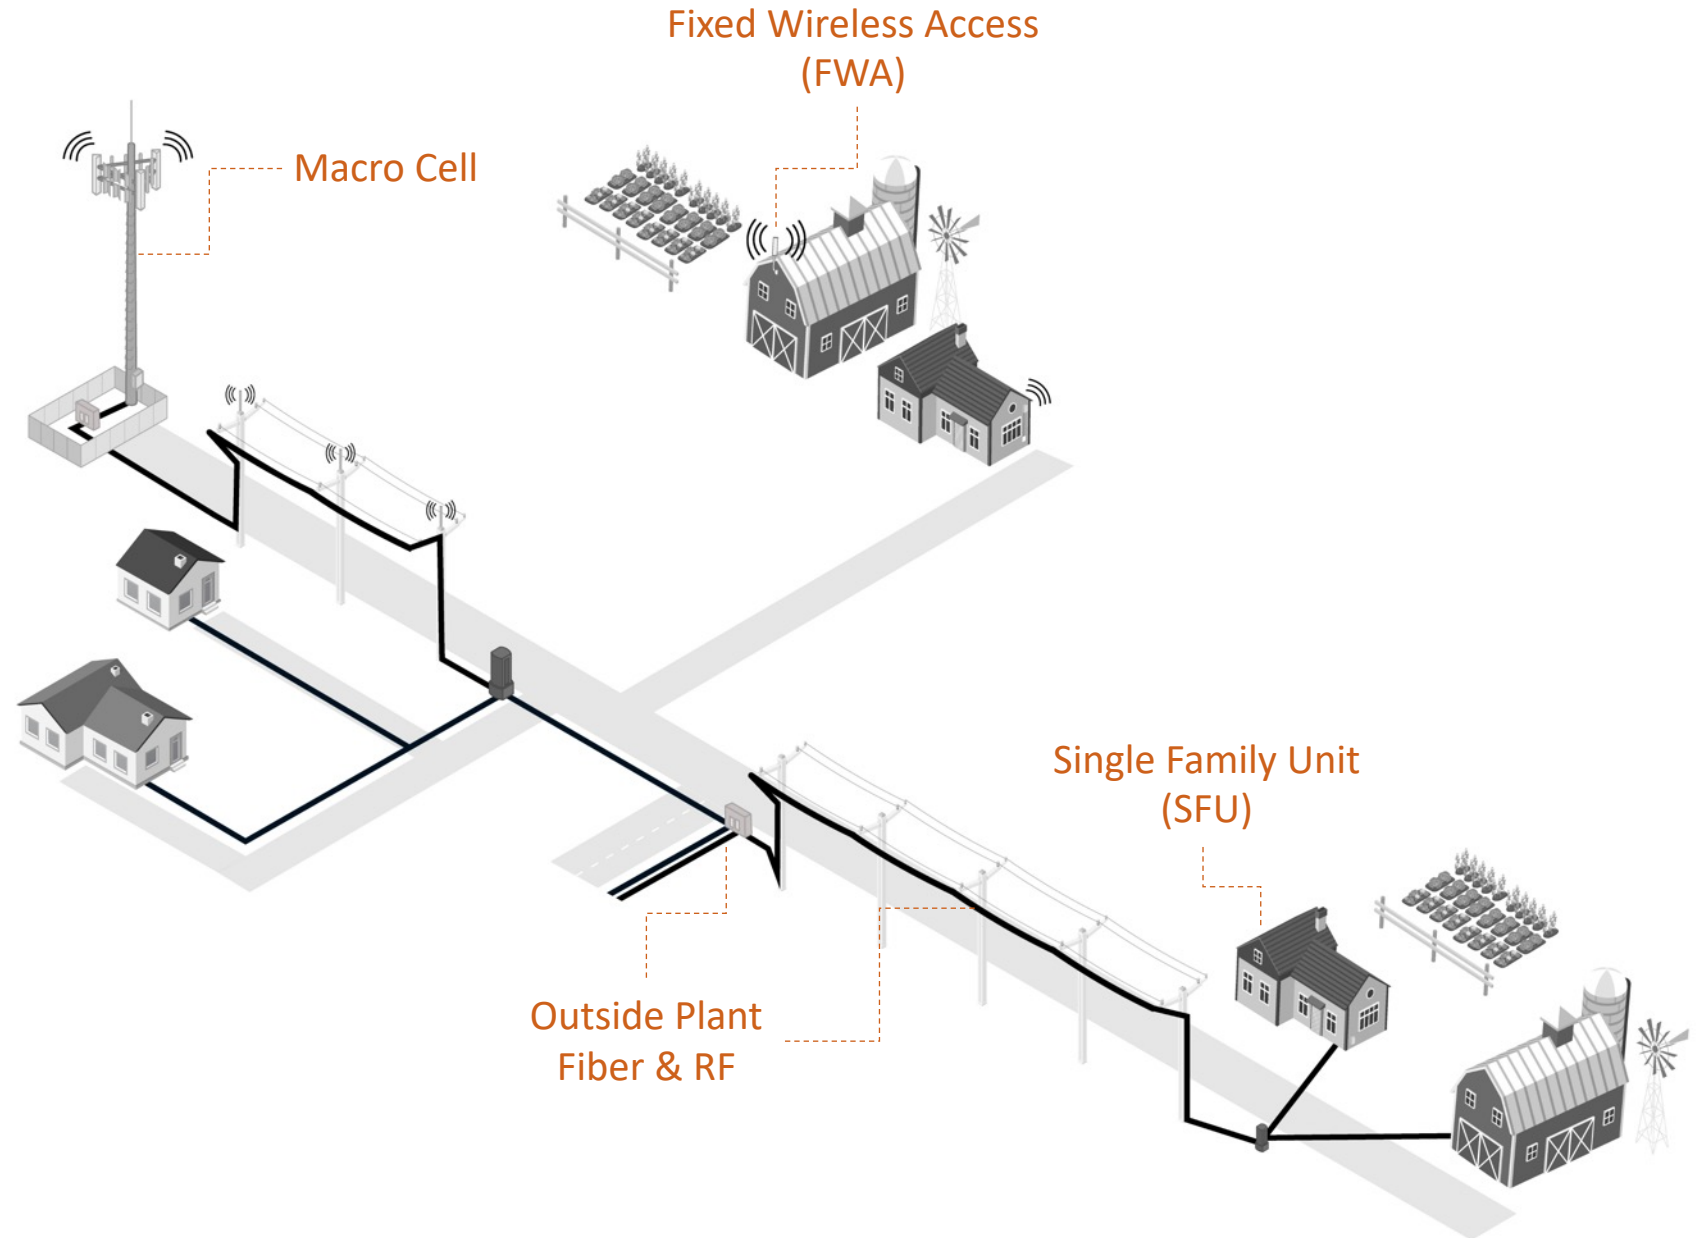 Fixed Wireless Access
(FWA)
Macro Cell
Single Family Unit
(SFU)
Outside Plant
Fiber & RF